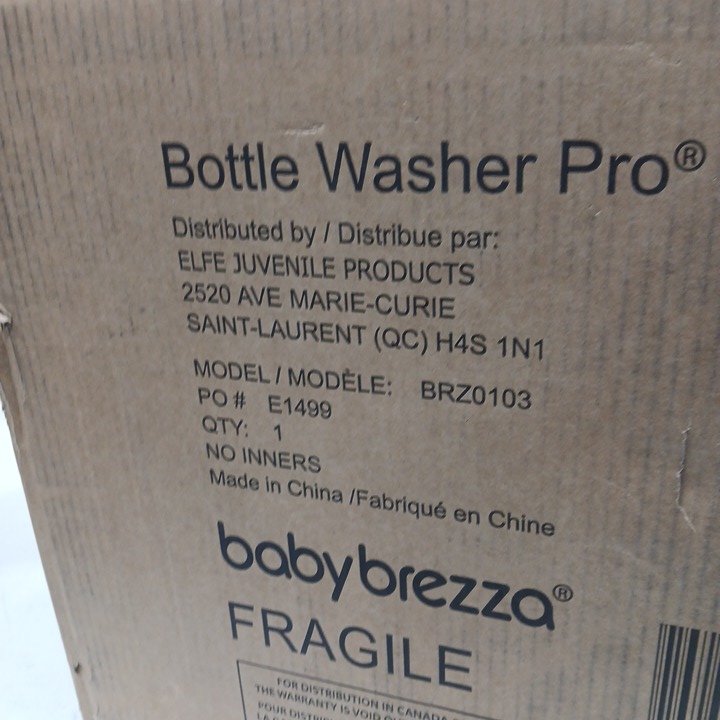 Bottle Washer Pro®
Distributed by / Distribue par:
ELFE JUVENILE PRODUCTS
2520 AVE MARIE-CURIE
SAINT-LAURENT (QC) H4S 1N1
MODEL / MODÈLE: BRZ0103
PO # E1499
QTY: 1
NO INNERS
Made in China /Fabriqué en Chine
babybrezza®
FRAGILE
FOR DISTRIBUTION IN CANADA
THE WARRANTY IS VOID
POUR